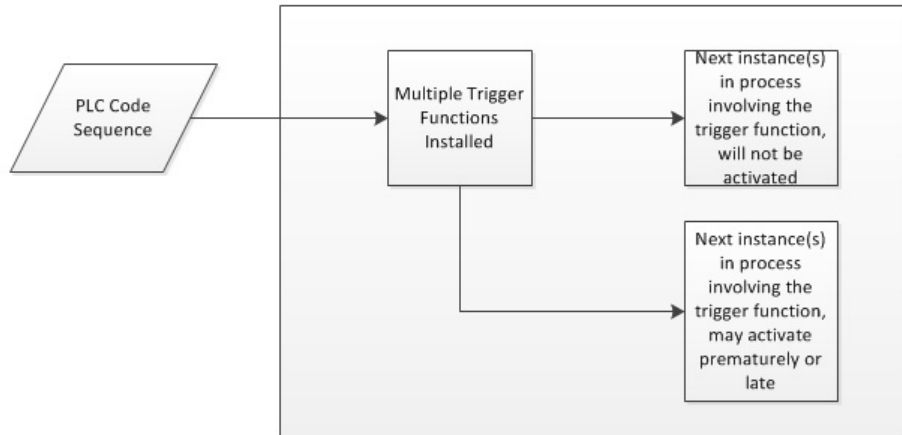 PLC Code
Sequence
Multiple Trigger
Functions
Installed
Next instance(s)
in process
involving the
trigger function,
will not be
activated
Next instance(s)
in process
involving the
trigger function,
may activate
prematurely or
late